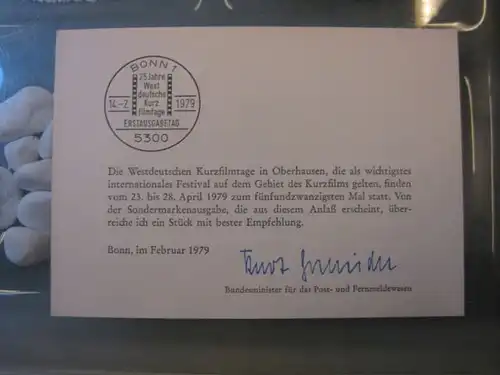 BONN 1
25 Jahre
West
deutsche
Kurz
filmtage
14.-2. 1979
ERSTAUSGABETAG
5300
Die Westdeutschen Kurzfilmtage in Oberhausen, die als wichtigstes
internationales Festival auf dem Gebiet des Kurzfilms gelten, finden
vom 23. bis 28. April 1979 zum fünfundzwanzigsten Mal statt. Von
der Sondermarkenausgabe, die aus diesem Anlaß erscheint, über-
reiche ich ein Stück mit bester Empfehlung.
Bonn, im Februar 1979
Kurt Gscheidle
Bundesminister für das Post- und Fernmeldewesen